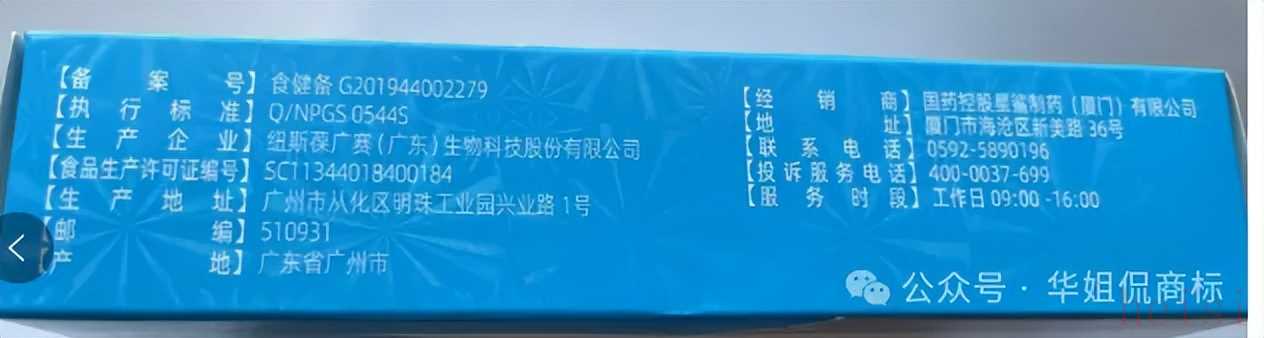 【备案号】食健备 G201944002279
【执行标准】Q/NPGS 0544S
【生产企业】纽斯葆广赛(广东)生物科技股份有限公司
【食品生产许可证编号】SC11344018400184
【生产地址】广州市从化区明珠工业园兴业路 1号
【邮编】510931
【产地】广东省广州市
【经销商】国药控股星鲨制药(厦门)有限公司
【地址】厦门市海沧区新美路 36号
【联系电话】0592-5890196
【投诉服务电话】400-0037-699
【服务时段】工作日 09:00 -16:00
公众号 · 华姐侃商标